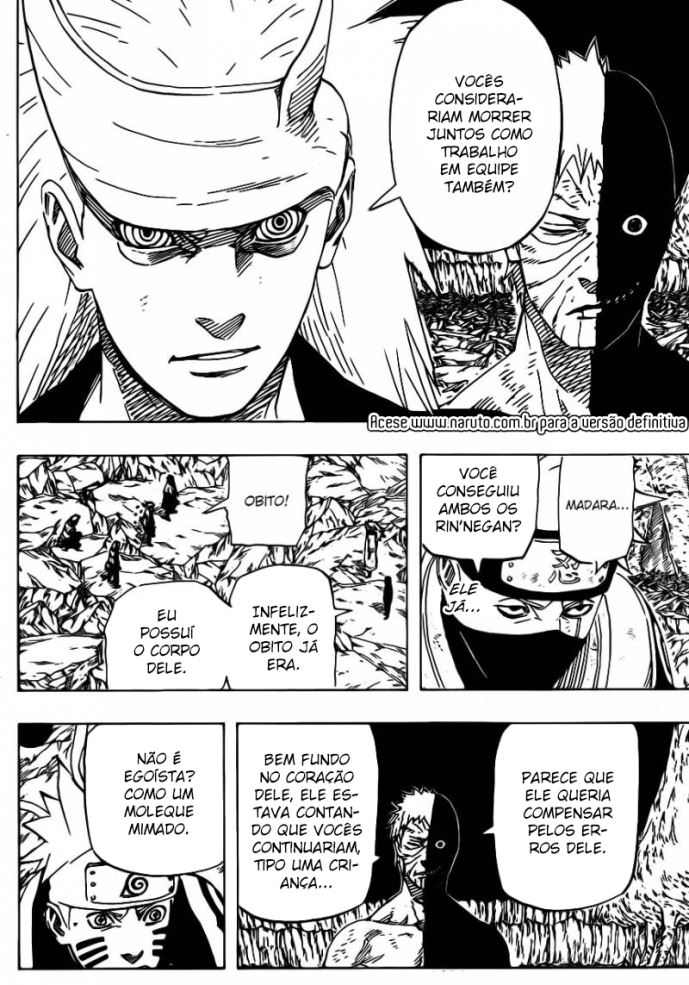 VOCÊS
CONSIDERA-
RIAM MORRER
JUNTOS COMO
TRABALHO
EM EQUIPE
TAMBÉM?
Acese www.naruto.com.br para a versão definitiva
MADARA...
VOCÊ
CONSEGUIU
AMBOS OS
RIN'NEGAN?
ELE
JÁ...
OBITO!
INFELIZ-
MENTE, O
OBITO JÁ
ERA.
EU
POSSUÍ
O CORPO
DELE.
PARECE QUE
ELE QUERIA
COMPENSAR
PELOS ER-
ROS DELE.
BEM FUNDO
NO CORAÇÃO
DELE, ELE ES-
TAVA CONTAN-
DO QUE VOCÊS
CONTINUARIAM,
TIPO UMA CRI-
ANÇA...
NÃO É
EGOÍSTA?
COMO UM
MOLEQUE
MIMADO.